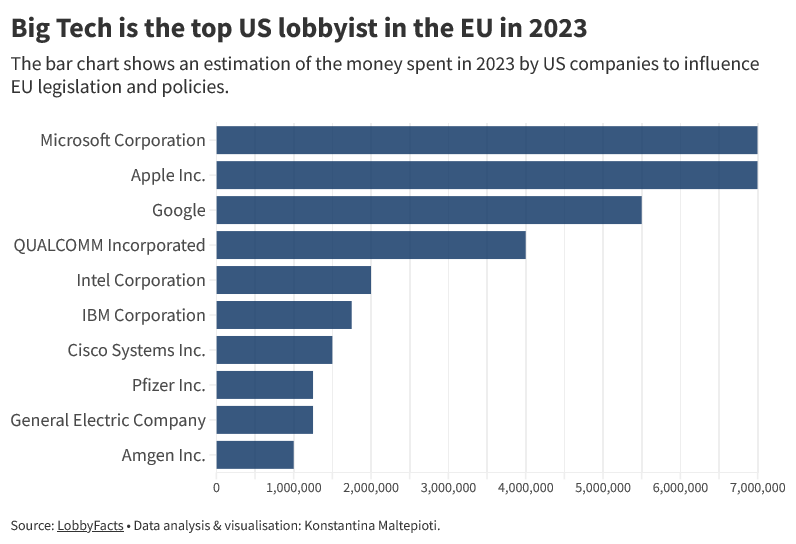 Big Tech is the top US lobbyist in the EU in 2023
The bar chart shows an estimation of the money spent in 2023 by US companies to influence
EU legislation and policies.
Microsoft Corporation
Apple Inc.
Google
QUALCOMM Incorporated
Intel Corporation
IBM Corporation
Cisco Systems Inc.
Pfizer Inc.
General Electric Company
Amgen Inc.
0 1,000,000 2,000,000 3,000,000 4,000,000 5,000,000 6,000,000 7,000,000
Source: LobbyFacts • Data analysis & visualisation: Konstantina Maltepioti.